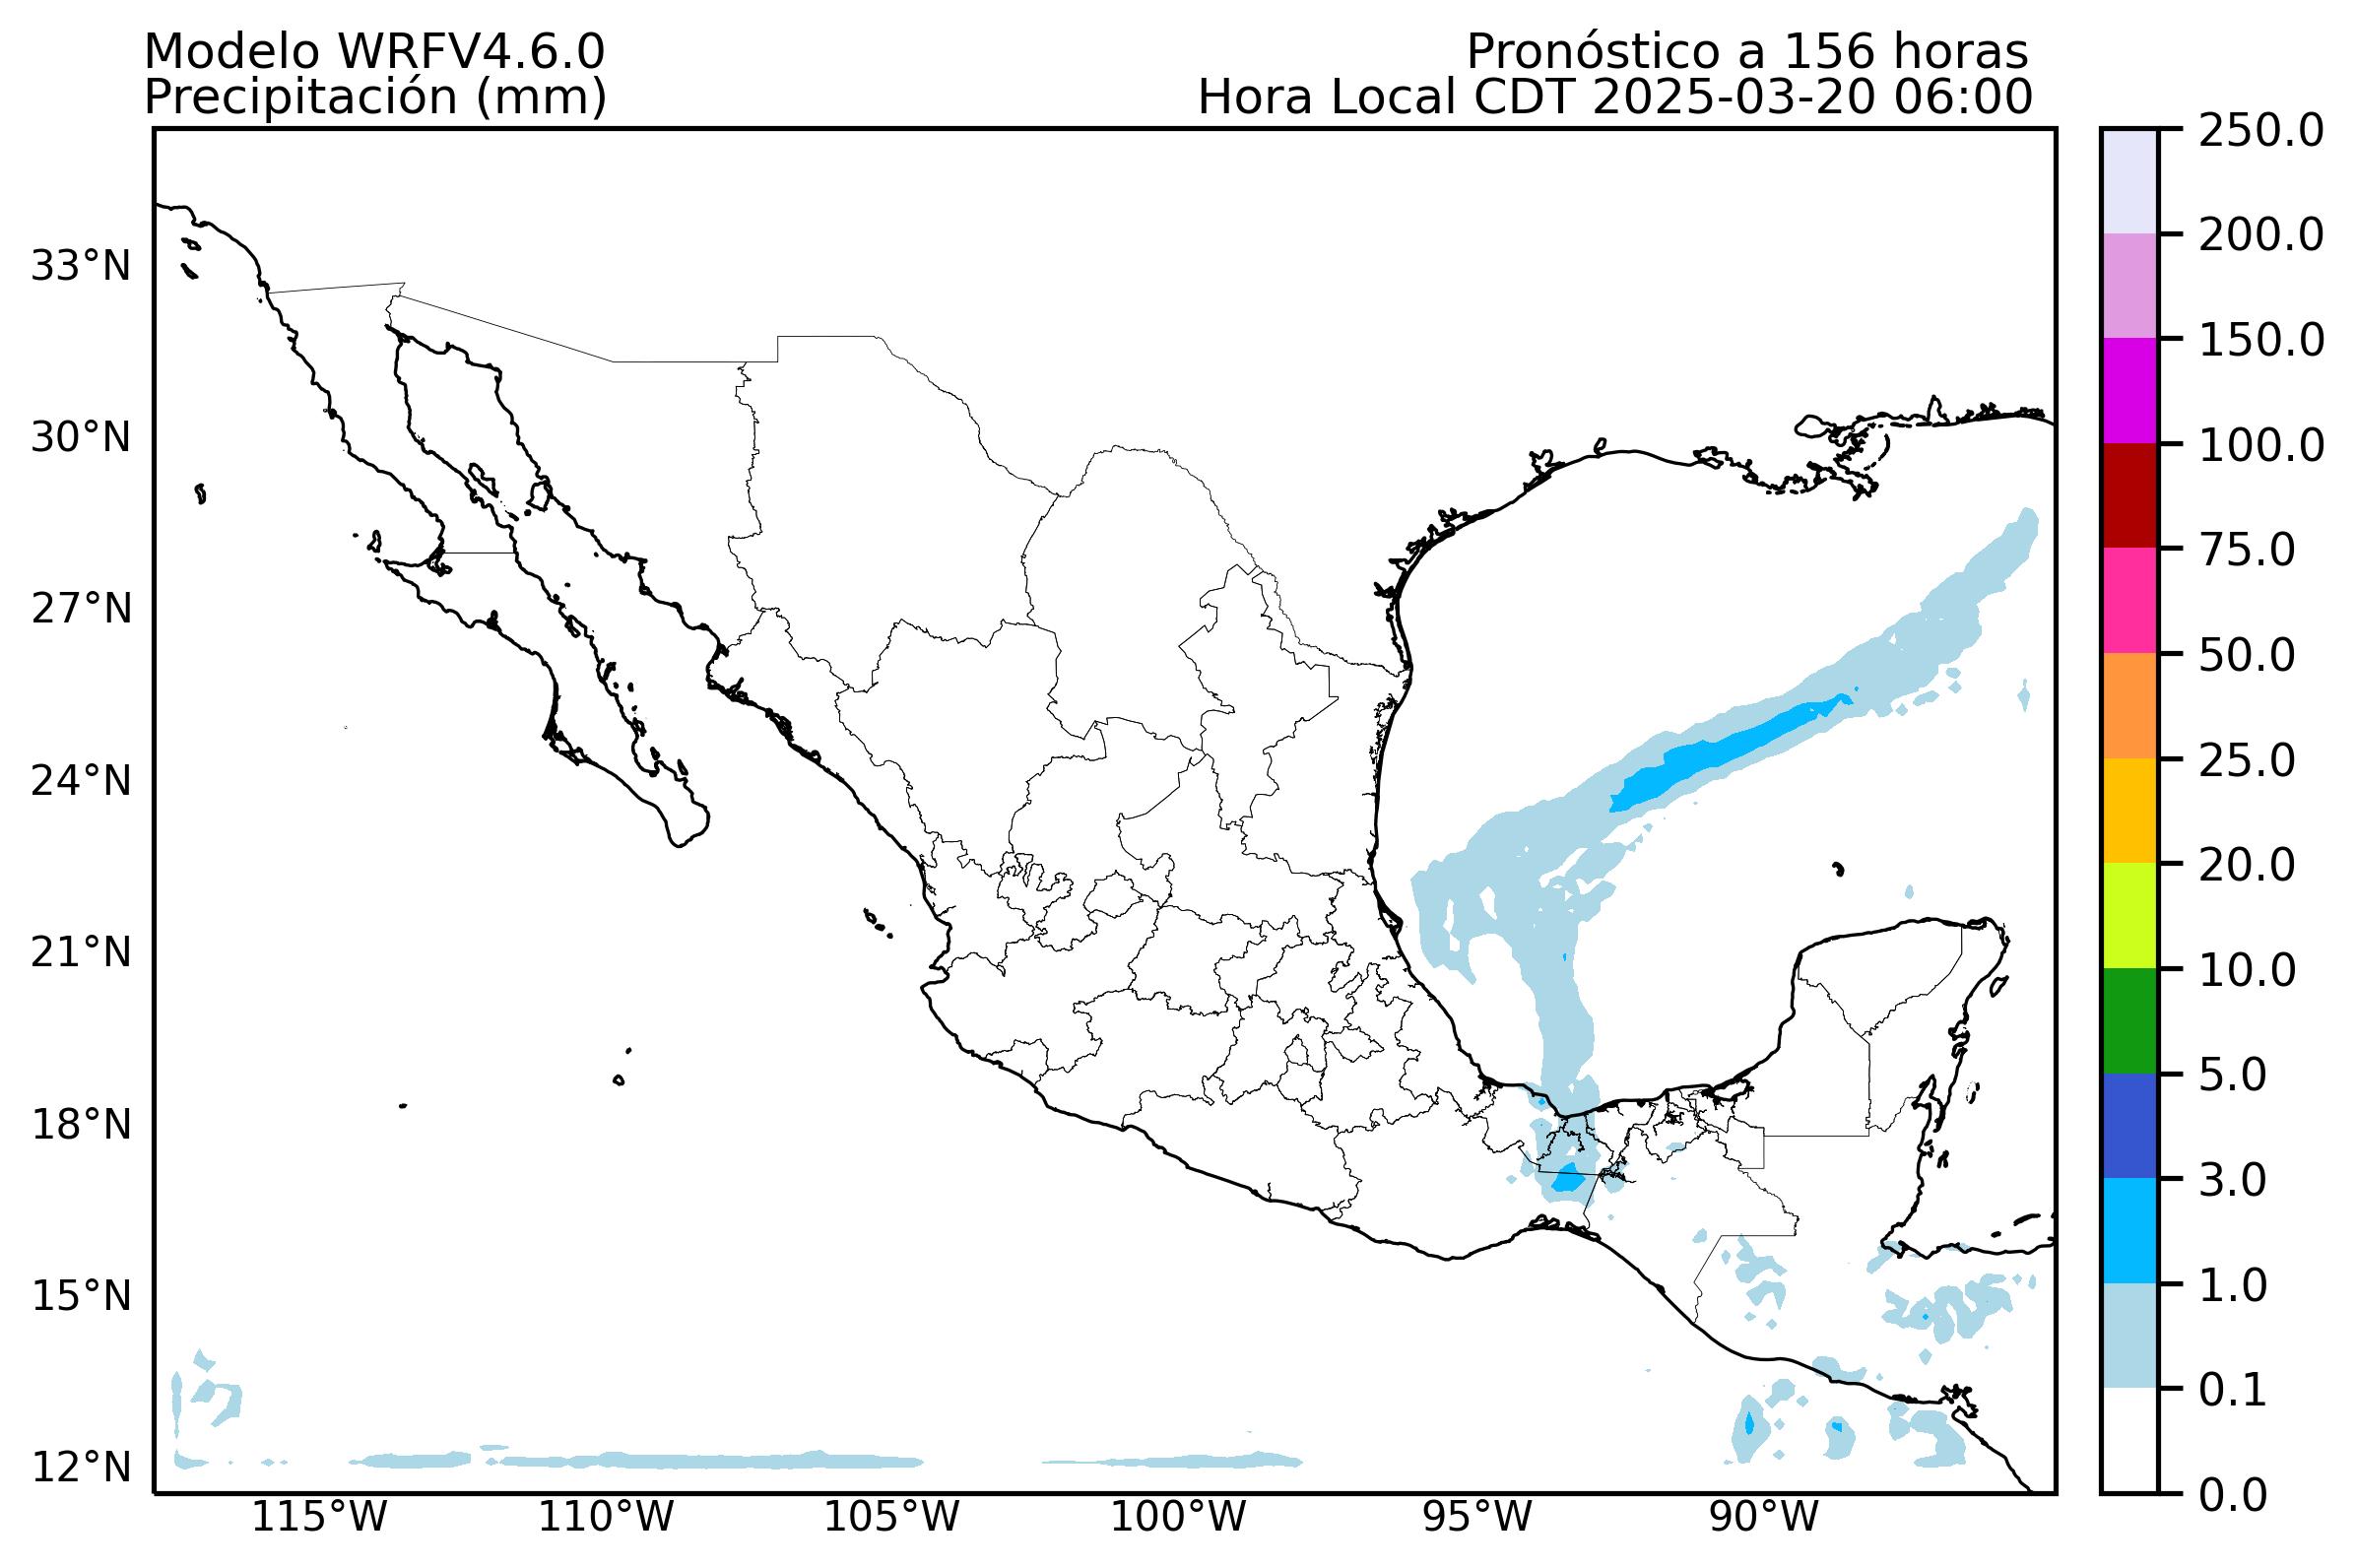 Modelo WRFV4.6.0
Precipitación (mm)
Pronóstico a 156 horas
Hora Local CDT 2025-03-20 06:00
33°N
30°N
27°N
24°N
21°N
18°N
15°N
12°N
115°W
110°W
105°W
100°W
95°W
90°W
250.0
200.0
150.0
100.0
75.0
50.0
25.0
20.0
10.0
5.0
3.0
1.0
0.1
0.0